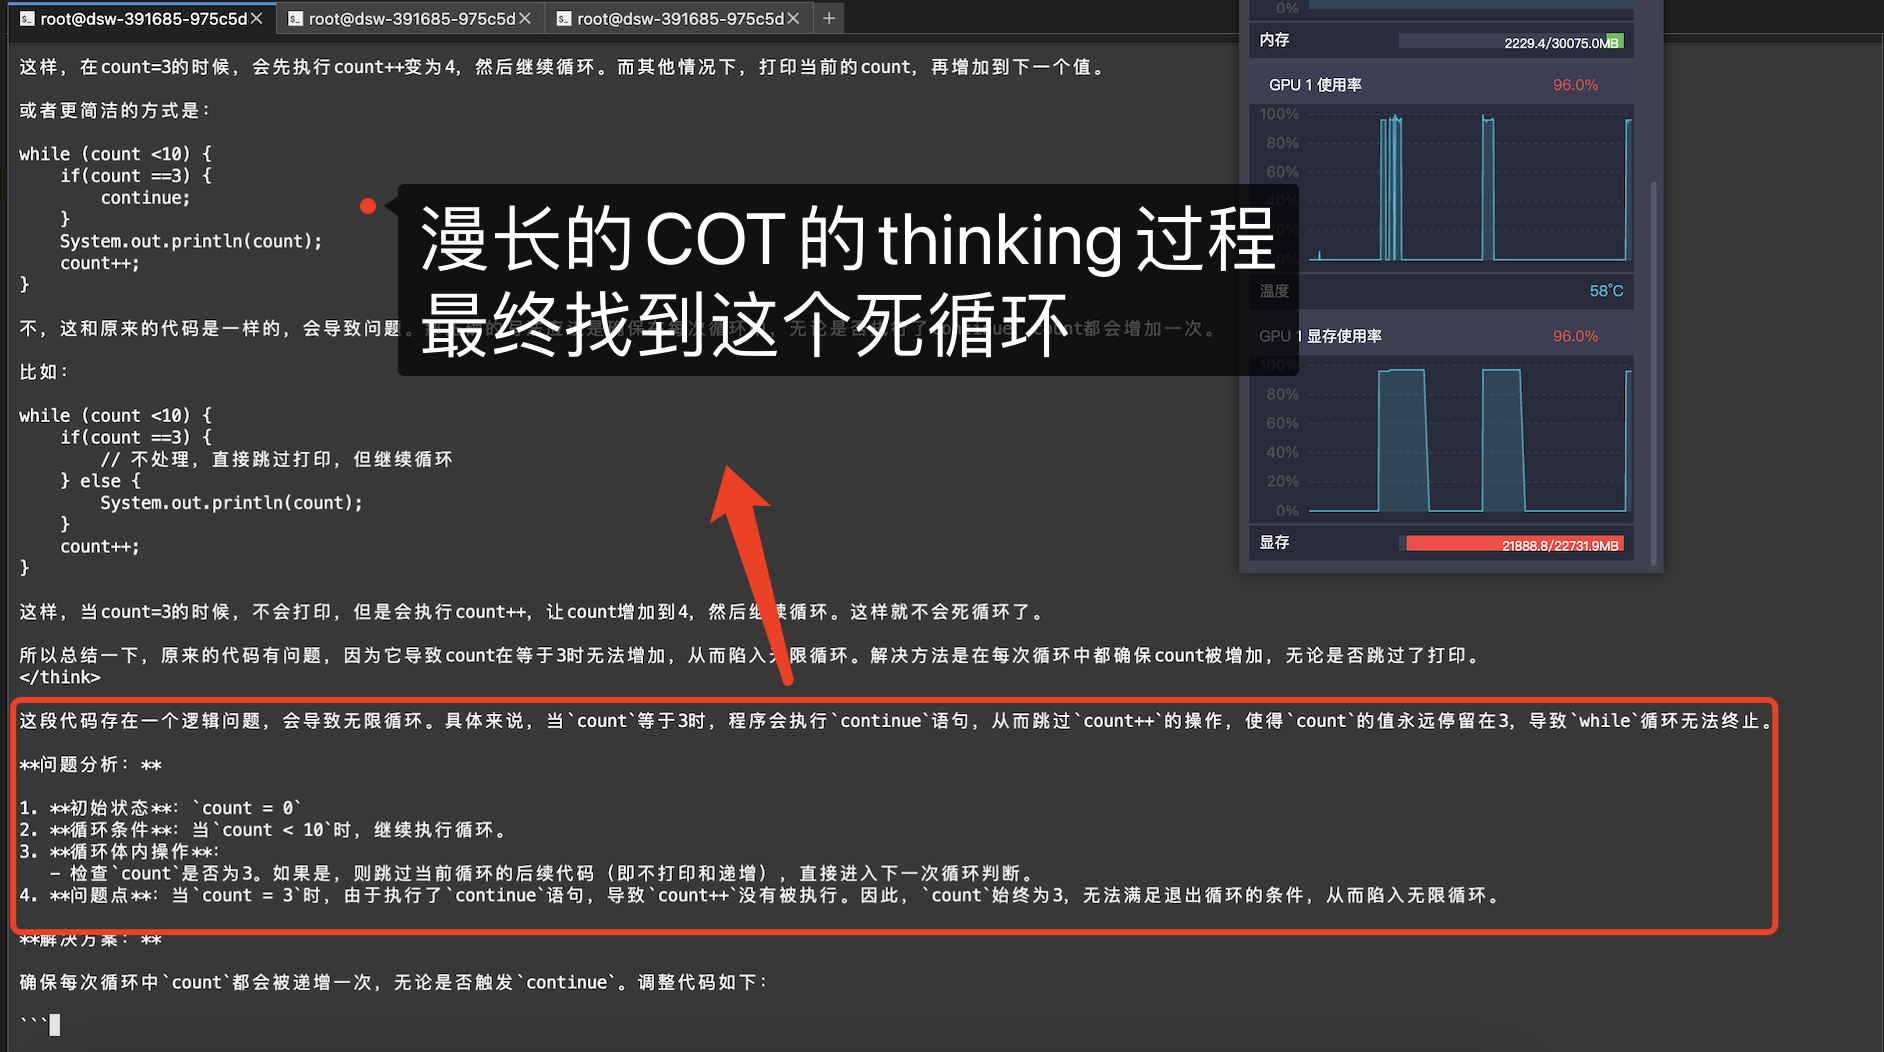 root@dsw-391685-975c5d
root@dsw-391685-975c5d
root@dsw-391685-975c5d
这样，在count=3的时候，会先执行count++变为4，然后继续循环。而其他情况下，打印当前的count，再增加到下一个值。
或者更简洁的方式是：
while (count <10) {
    if(count ==3) {
        continue;
    }
    System.out.println(count);
    count++;
}
不，这和原来的代码是一样的，会导致问题。
无论是否执行了continue，count都会增加一次。
比如：
while (count <10) {
    if(count ==3) {
        // 不处理，直接跳过打印，但继续循环
    } else {
        System.out.println(count);
    }
    count++;
}
这样，当count=3的时候，不会打印，但是会执行count++，让count增加到4，然后继续循环。这样就不会死循环了。
所以总结一下，原来的代码有问题，因为它导致count在等于3时无法增加，从而陷入无限循环。解决方法是在每次循环中都确保count被增加，无论是否跳过了打印。
</think>
这段代码存在一个逻辑问题，会导致无限循环。具体来说，当`count`等于3时，程序会执行`continue`语句，从而跳过`count++`的操作，使得`count`的值永远停留在3，导致`while`循环无法终止。
**问题分析：**
1. **初始状态**：`count = 0`
2. **循环条件**：当`count < 10`时，继续执行循环。
3. **循环体内操作**：
   - 检查`count`是否为3。如果是，则跳过当前循环的后续代码（即不打印和递增），直接进入下一次循环判断。
4. **问题点**：当`count = 3`时，由于执行了`continue`语句，导致`count++`没有被执行。因此，`count`始终为3，无法满足退出循环的条件，从而陷入无限循环。
**解决方案：**
确保每次循环中`count`都会被递增一次，无论是否触发`continue`。调整代码如下：
```
漫长的COT的thinking过程
最终找到这个死循环
0%
内存 2229.4/30075.0MB
GPU 1 使用率 96.0%
100%
80%
60%
40%
20%
0%
温度 58°C
GPU 1 显存使用率 96.0%
100%
80%
60%
40%
20%
0%
显存 21888.8/22731.9MB